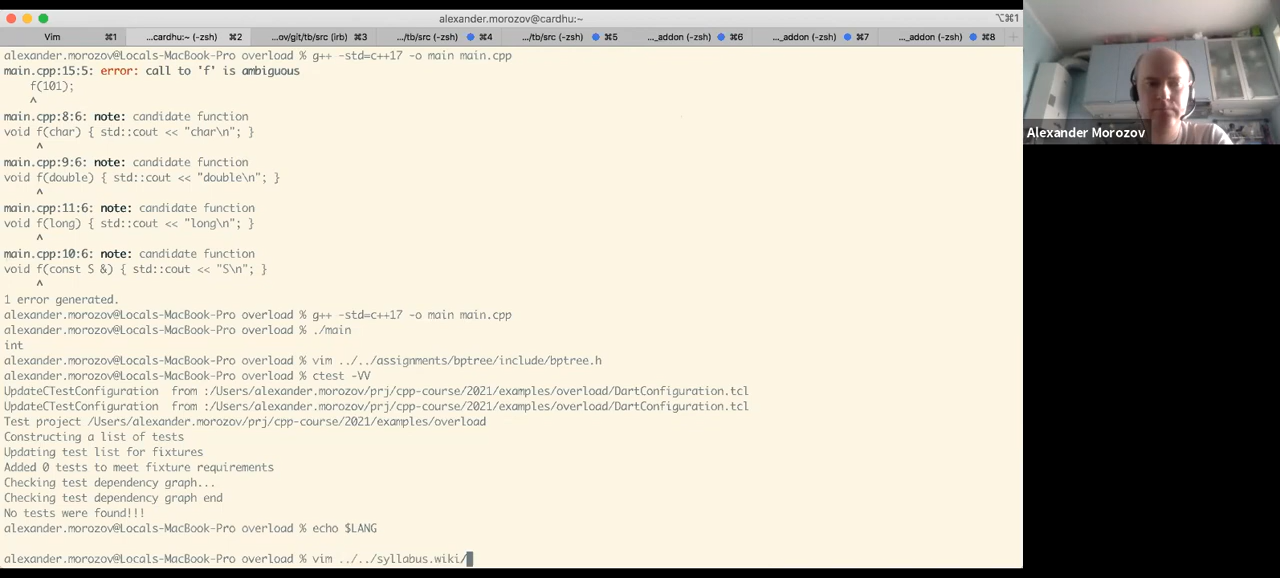 alexander.morozov@cardhu:~
⌥⌘1
Vim ⌘1 ...cardhu:~ (-zsh) ⌘2 ...ov/git/tb/src (irb) ⌘3 .../tb/src (-zsh) ⌘4 .../tb/src (-zsh) ⌘5 ..._addon (-zsh) ⌘6 ..._addon (-zsh) ⌘7 ..._addon (-zsh) ⌘8
alexander.morozov@Locals-MacBook-Pro overload % g++ -std=c++17 -o main main.cpp
main.cpp:15:5: error: call to 'f' is ambiguous
f(101);
^
main.cpp:8:6: note: candidate function
void f(char) { std::cout << "char\n"; }
^
main.cpp:9:6: note: candidate function
void f(double) { std::cout << "double\n"; }
^
main.cpp:11:6: note: candidate function
void f(long) { std::cout << "long\n"; }
^
main.cpp:10:6: note: candidate function
void f(const S &) { std::cout << "S\n"; }
^
1 error generated.
alexander.morozov@Locals-MacBook-Pro overload % g++ -std=c++17 -o main main.cpp
alexander.morozov@Locals-MacBook-Pro overload % ./main
int
alexander.morozov@Locals-MacBook-Pro overload % vim ../../assignments/bptree/include/bptree.h
alexander.morozov@Locals-MacBook-Pro overload % ctest -VV
UpdateCTestConfiguration  from :/Users/alexander.morozov/prj/cpp-course/2021/examples/overload/DartConfiguration.tcl
UpdateCTestConfiguration  from :/Users/alexander.morozov/prj/cpp-course/2021/examples/overload/DartConfiguration.tcl
Test project /Users/alexander.morozov/prj/cpp-course/2021/examples/overload
Constructing a list of tests
Updating test list for fixtures
Added 0 tests to meet fixture requirements
Checking test dependency graph...
Checking test dependency graph end
No tests were found!!!
alexander.morozov@Locals-MacBook-Pro overload % echo $LANG
alexander.morozov@Locals-MacBook-Pro overload % vim ../../syllabus.wiki/
Alexander Morozov